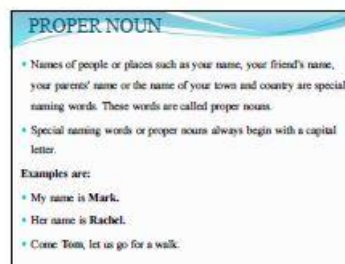 PROPER NOUN
• Names of people or places such as your name, your friend's name,
your parents' name or the name of your town and country are special
naming words. These words are called proper nouns.
• Special naming words or proper nouns always begin with a capital
letter.
Examples are:
• My name is Mark.
• Her name is Rachel.
• Come Tom, let us go for a walk.